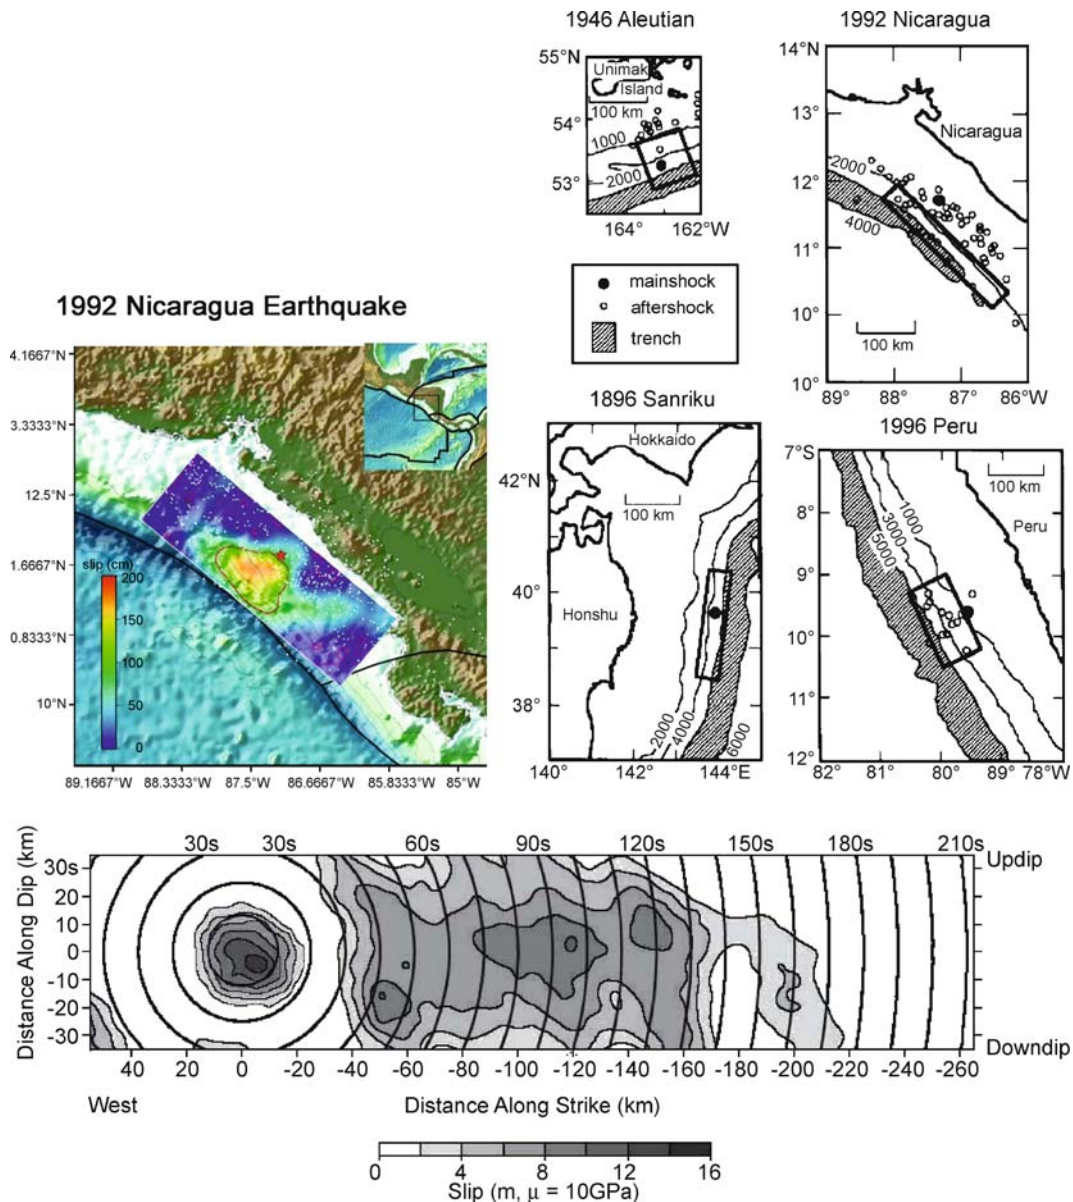 1946 Aleutian
55°N
Unimak
Island
100 km
54°
1000
53°
2000
164°
162°W
1992 Nicaragua
14°N
13°
Nicaragua
2000
12°
4000
11°
100 km
10°
89°
88°
87°
86°W
mainshock
aftershock
trench
1992 Nicaragua Earthquake
4.1667°N
3.3333°N
12.5°N
1.6667°N
0.8333°N
10°N
slip (cm)
200
150
100
50
0
89.1667°W
88.3333°W
87.5°W
86.6667°W
85.8333°W
85°W
1896 Sanriku
Hokkaido
42°N
100 km
40°
Honshu
38°
2000
4000
6000
140°
142°
144°E
1996 Peru
7°S
100 km
8°
1000
3000
5000
Peru
9°
10°
11°
12°
82°
81°
80°
79°
78°W
30s 30s 60s 90s 120s 150s 180s 210s
Distance Along Dip (km)
30s
20
10
0
-10
-20
-30
Updip
Downdip
40 20 0 -20 -40 -60 -80 -100 -120 -140 -160 -180 -200 -220 -240 -260
West
Distance Along Strike (km)
0 4 8 12 16
Slip (m, μ = 10GPa)